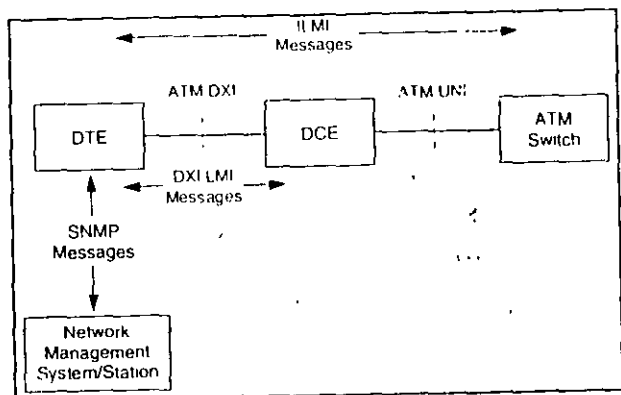 ILMI
Messages
ATM DXI
ATM UNI
DTE
DCE
ATM
Switch
DXI LMI
Messages
SNMP
Messages
Network
Management
System/Station